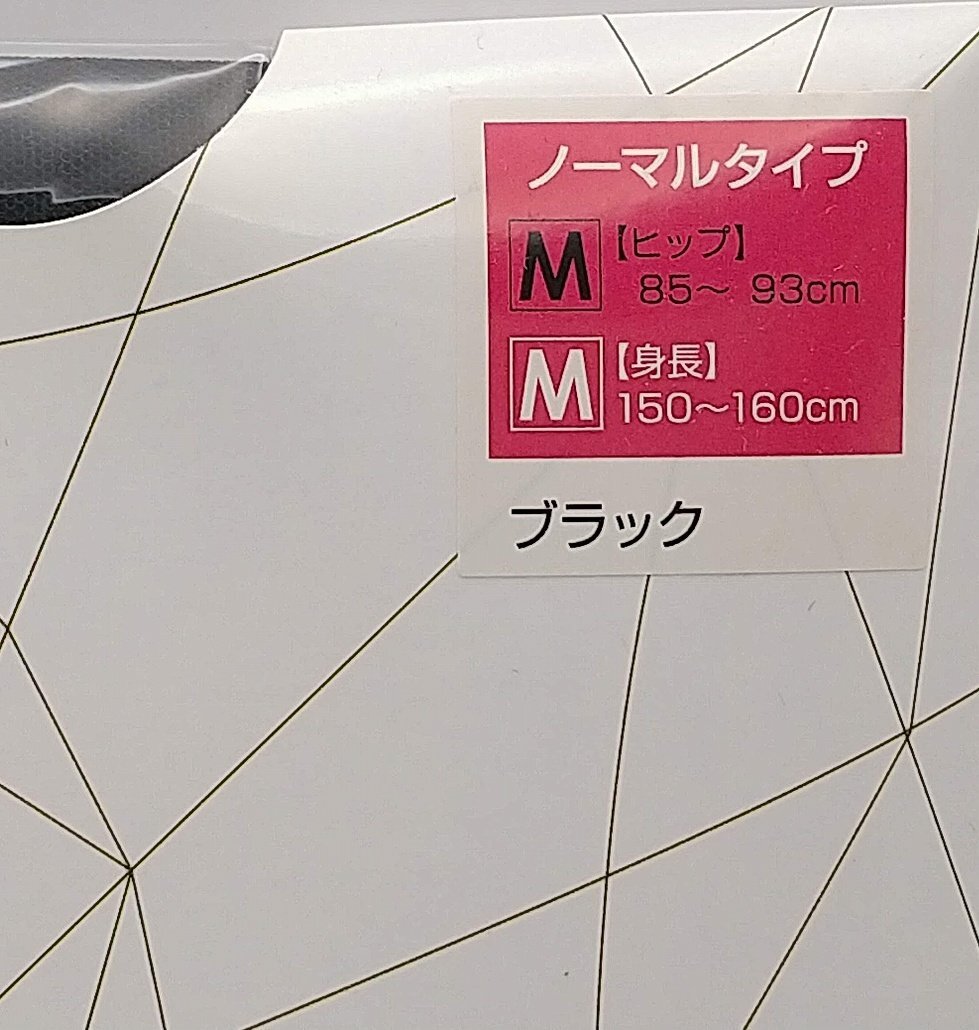 ノーマルタイプ
M 【ヒップ】
85～ 93cm
M 【身長】
150～160cm
ブラック